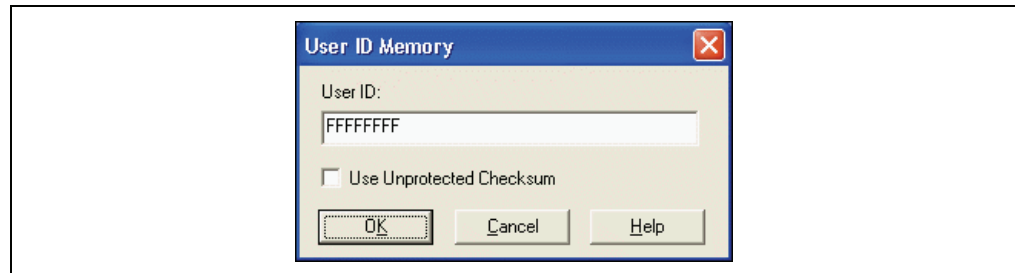 User ID Memory
User ID:
FFFFFFFF
Use Unprotected Checksum
OK Cancel Help